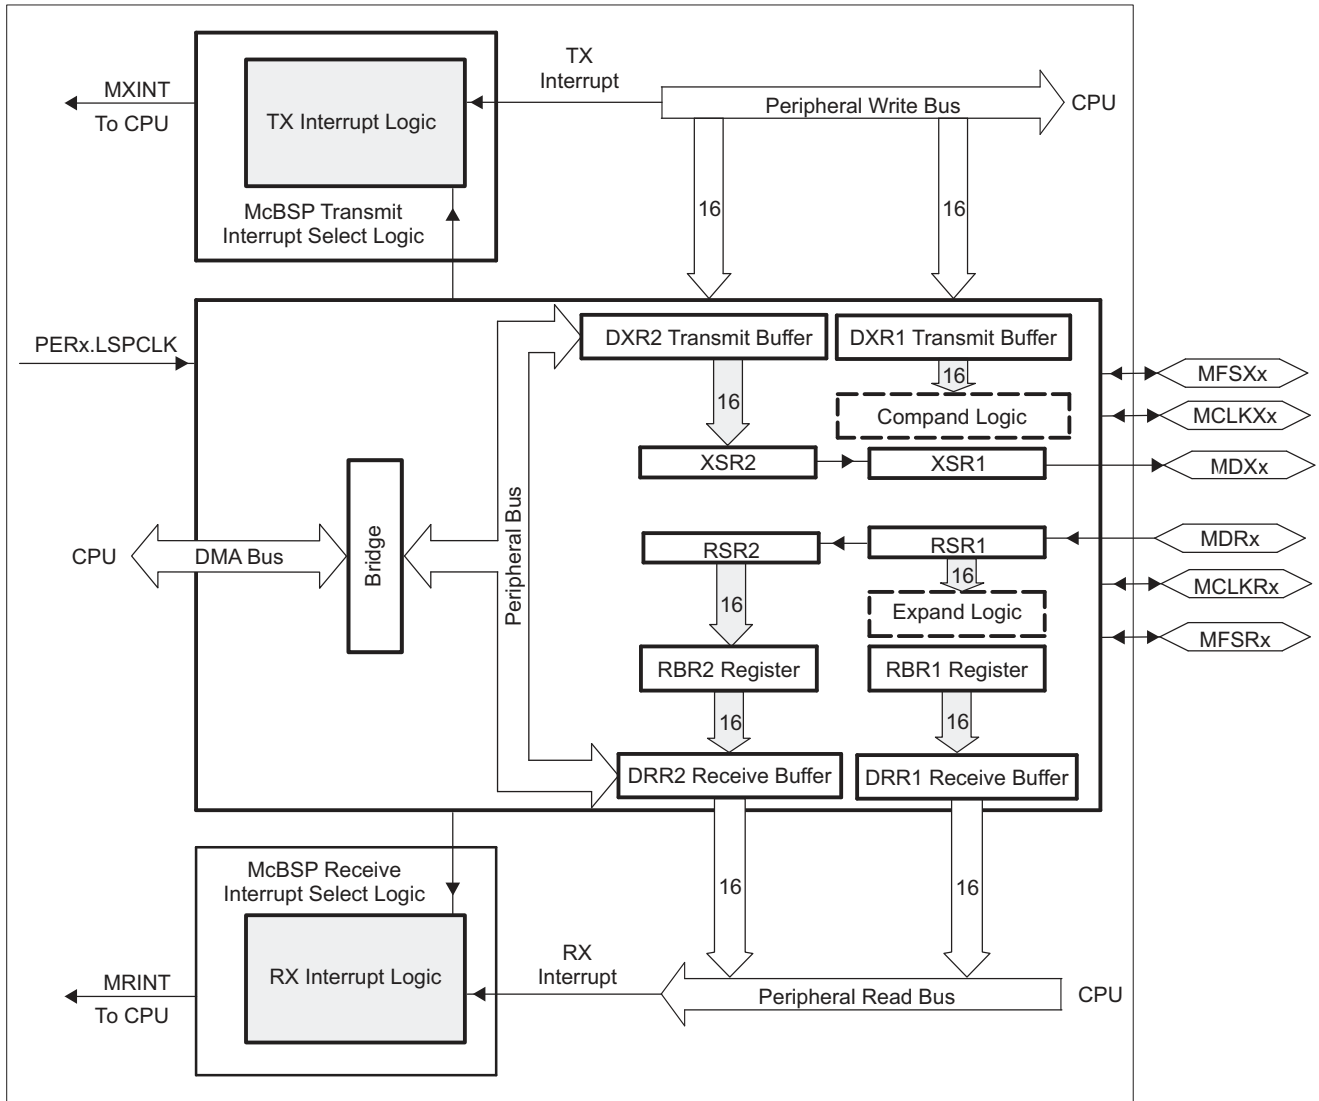 TX
Interrupt
MXINT
To CPU
TX Interrupt Logic
Peripheral Write Bus
CPU
McBSP Transmit
Interrupt Select Logic
16
16
PERx.LSPCLK
DXR2 Transmit Buffer
DXR1 Transmit Buffer
MFSXx
16
16
Compand Logic
MCLKXx
XSR2
XSR1
MDXx
Peripheral Bus
CPU
DMA Bus
Bridge
RSR2
RSR1
MDRx
16
16
Expand Logic
MCLKRx
MFSRx
RBR2 Register
RBR1 Register
16
16
DRR2 Receive Buffer
DRR1 Receive Buffer
McBSP Receive
Interrupt Select Logic
16
16
RX Interrupt Logic
RX
Interrupt
MRINT
To CPU
Peripheral Read Bus
CPU